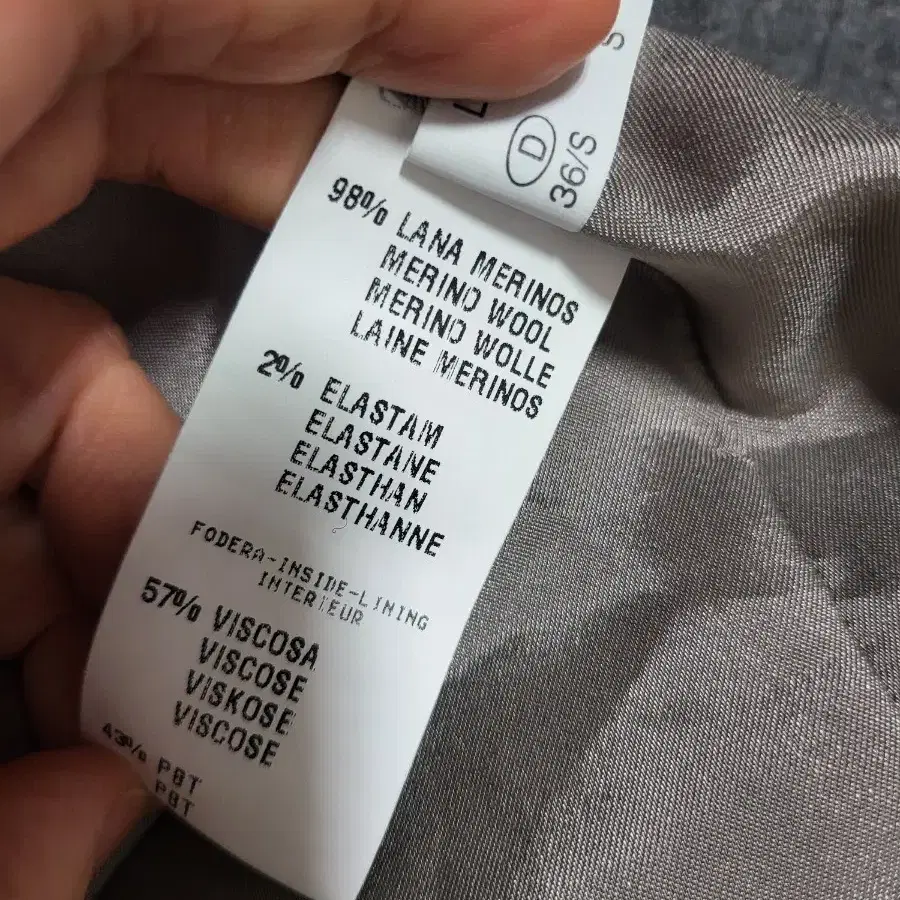 S
D
36/S
98% LANA MERINOS
MERINO WOOL
MERINO WOLLE
LAINE MERINOS
2% ELASTAM
ELASTANE
ELASTHAN
ELASTHANNE
FODERA-INSIDE-LINING
INTERIEUR
57% VISCOSA
VISCOSE
VISKOSE
VISCOSE
43% PBT
PBT